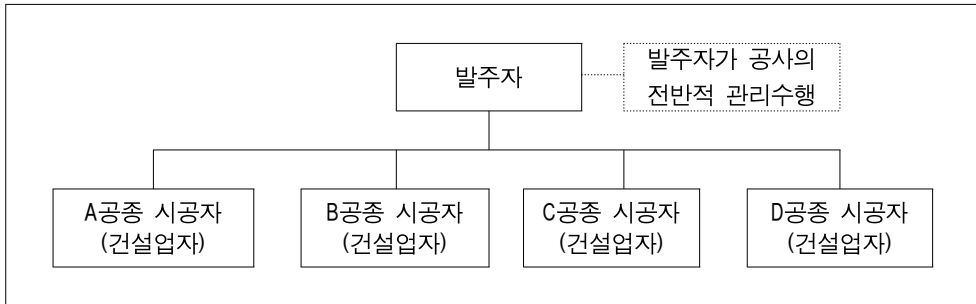 발주자
발주자가 공사의
전반적 관리수행
A공종 시공자
(건설업자)
B공종 시공자
(건설업자)
C공종 시공자
(건설업자)
D공종 시공자
(건설업자)